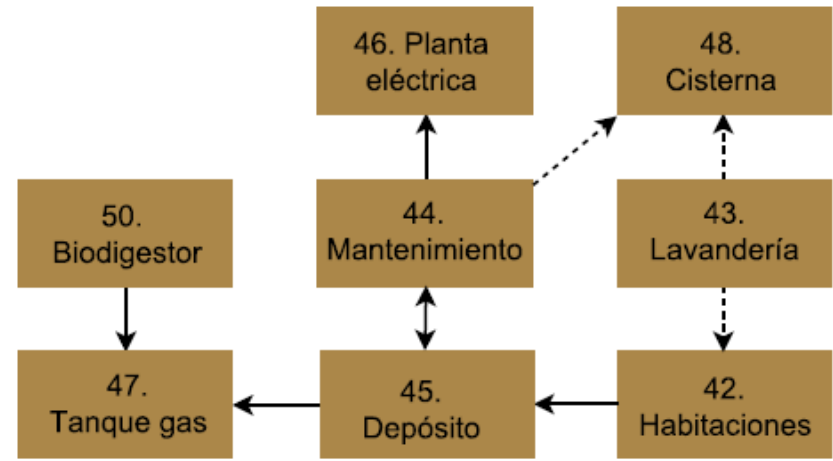 46. Planta
eléctrica
48.
Cisterna
50.
Biodigestor
44.
Mantenimiento
43.
Lavandería
47.
Tanque gas
45.
Depósito
42.
Habitaciones